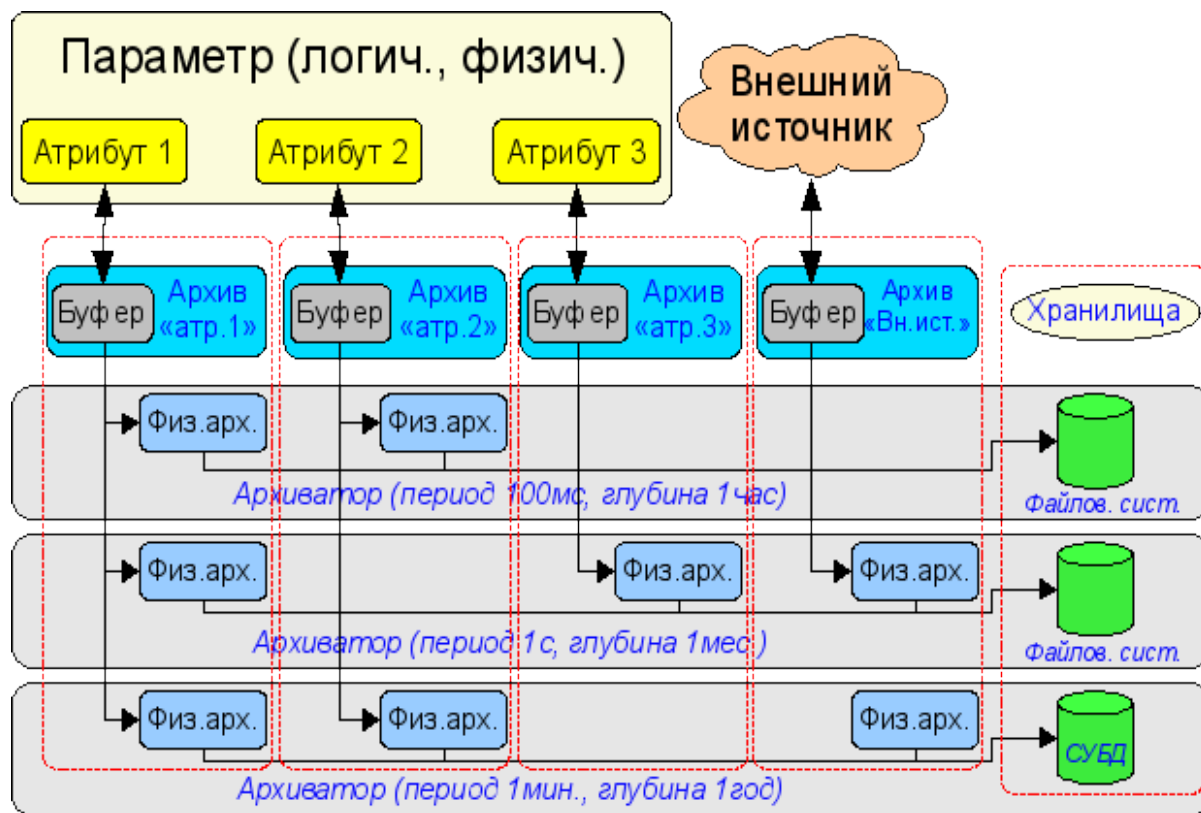 Параметр (логич., физич.)
Атрибут 1
Атрибут 2
Атрибут 3
Внешний
источник
Буфер
Архив
«атр.1»
Буфер
Архив
«атр.2»
Буфер
Архив
«атр.3»
Буфер
Архив
«Вн.ист.»
Хранилища
Физ.арх.
Физ.арх.
Архиватор (период 100мс, глубина 1час)
Файлов. сист.
Физ.арх.
Физ.арх.
Физ.арх.
Архиватор (период 1с, глубина 1мес.)
Файлов. сист.
Физ.арх.
Физ.арх.
Физ.арх.
СУБД
Архиватор (период 1мин., глубина 1год)